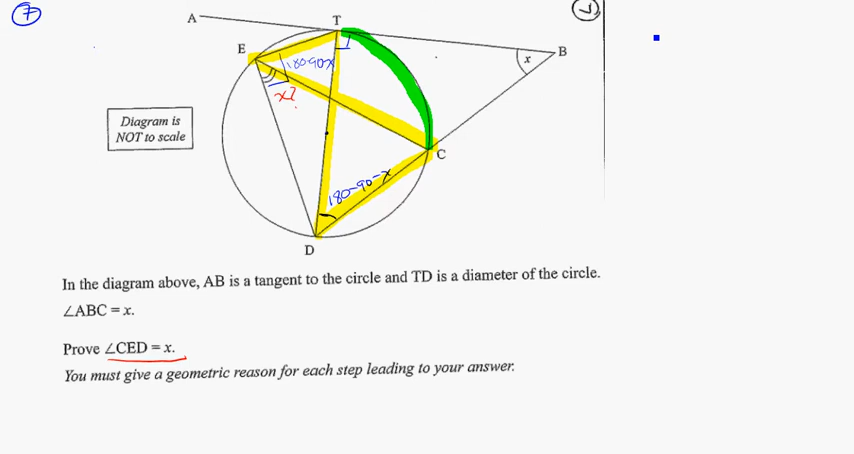 7
A
T
B
E
180-90x
x
x?
Diagram is
NOT to scale
C
180-90-x
D
In the diagram above, AB is a tangent to the circle and TD is a diameter of the circle.
∠ABC = x.
Prove ∠CED = x.
You must give a geometric reason for each step leading to your answer.